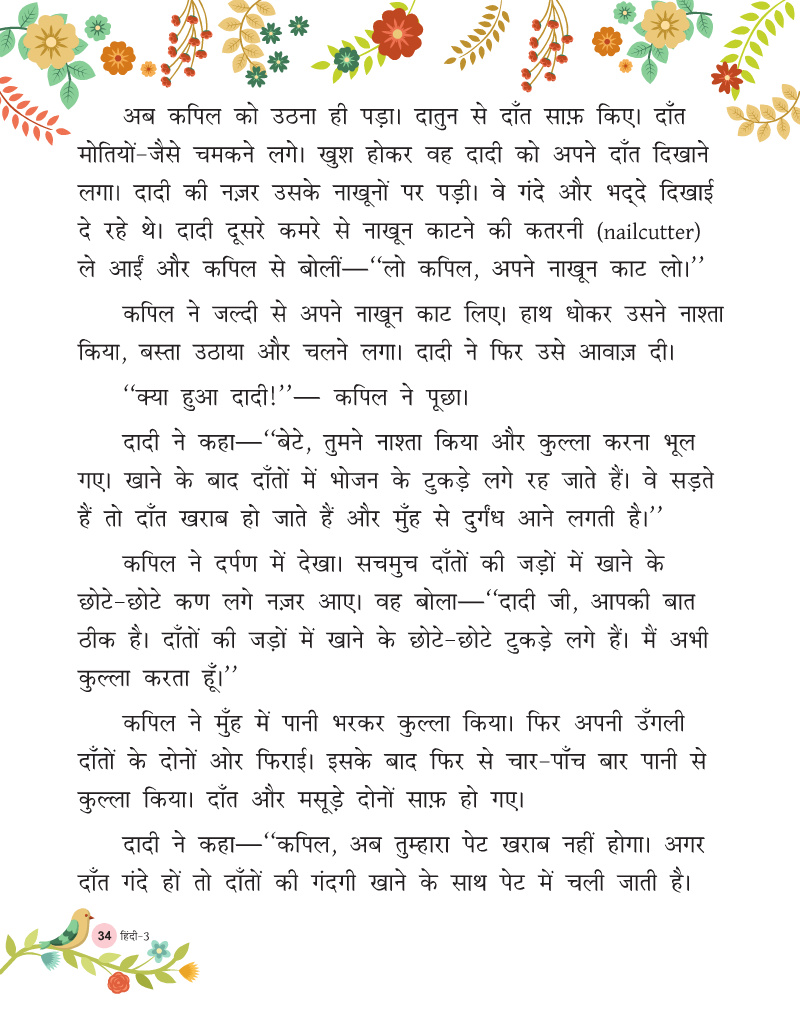 अब कपिल को उठना ही पड़ा। दातुन से दाँत साफ़ किए। दाँत
मोतियों-जैसे चमकने लगे। खुश होकर वह दादी को अपने दाँत दिखाने
लगा। दादी की नज़र उसके नाखूनों पर पड़ी। वे गंदे और भद्दे दिखाई
दे रहे थे। दादी दूसरे कमरे से नाखून काटने की कतरनी (nailcutter)
ले आईं और कपिल से बोलीं—‘‘लो कपिल, अपने नाखून काट लो।’’
कपिल ने जल्दी से अपने नाखून काट लिए। हाथ धोकर उसने नाश्ता
किया, बस्ता उठाया और चलने लगा। दादी ने फिर उसे आवाज़ दी।
‘‘क्या हुआ दादी!’’— कपिल ने पूछा।
दादी ने कहा—‘‘बेटे, तुमने नाश्ता किया और कुल्ला करना भूल
गए। खाने के बाद दाँतों में भोजन के टुकड़े लगे रह जाते हैं। वे सड़ते
हैं तो दाँत खराब हो जाते हैं और मुँह से दुर्गंध आने लगती है।’’
कपिल ने दर्पण में देखा। सचमुच दाँतों की जड़ों में खाने के
छोटे-छोटे कण लगे नज़र आए। वह बोला—‘‘दादी जी, आपकी बात
ठीक है। दाँतों की जड़ों में खाने के छोटे-छोटे टुकड़े लगे हैं। मैं अभी
कुल्ला करता हूँ।’’
कपिल ने मुँह में पानी भरकर कुल्ला किया। फिर अपनी उँगली
दाँतों के दोनों ओर फिराई। इसके बाद फिर से चार-पाँच बार पानी से
कुल्ला किया। दाँत और मसूड़े दोनों साफ़ हो गए।
दादी ने कहा—‘‘कपिल, अब तुम्हारा पेट खराब नहीं होगा। अगर
दाँत गंदे हों तो दाँतों की गंदगी खाने के साथ पेट में चली जाती है।
34 हिंदी-3